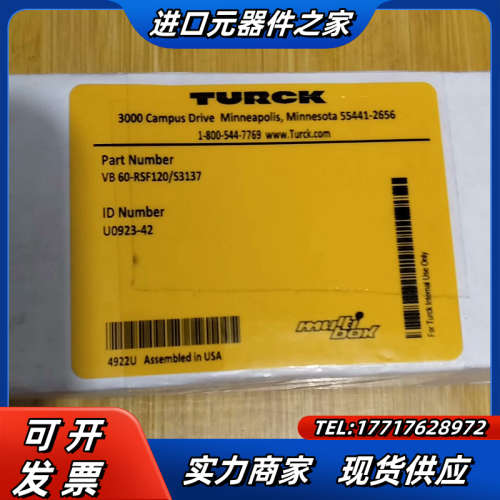 进口元器件之家
TURCK
3000 Campus Drive Minneapolis, Minnesota 55441-2656
1-800-544-7769 www.Turck.com
Part Number
VB 60-RSF120/S3137
ID Number
U0923-42
For Turck Internal Use Only
multi
box
4922U Assembled in USA
可开
发票
TEL:17717628972
实力商家 现货供应